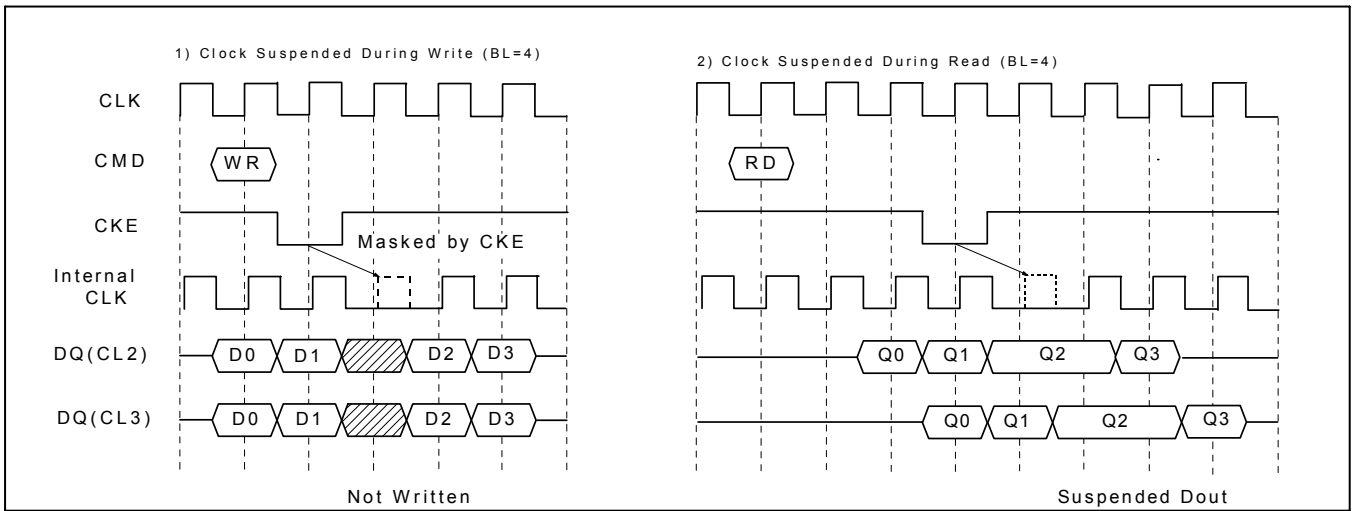 1) Clock Suspended During Write (BL=4)
2) Clock Suspended During Read (BL=4)
CLK
CMD
WR
RD
CKE
Masked by CKE
Internal
CLK
DQ(CL2)
D0
D1
D2
D3
Q0
Q1
Q2
Q3
DQ(CL3)
D0
D1
D2
D3
Q0
Q1
Q2
Q3
Not Written
Suspended Dout